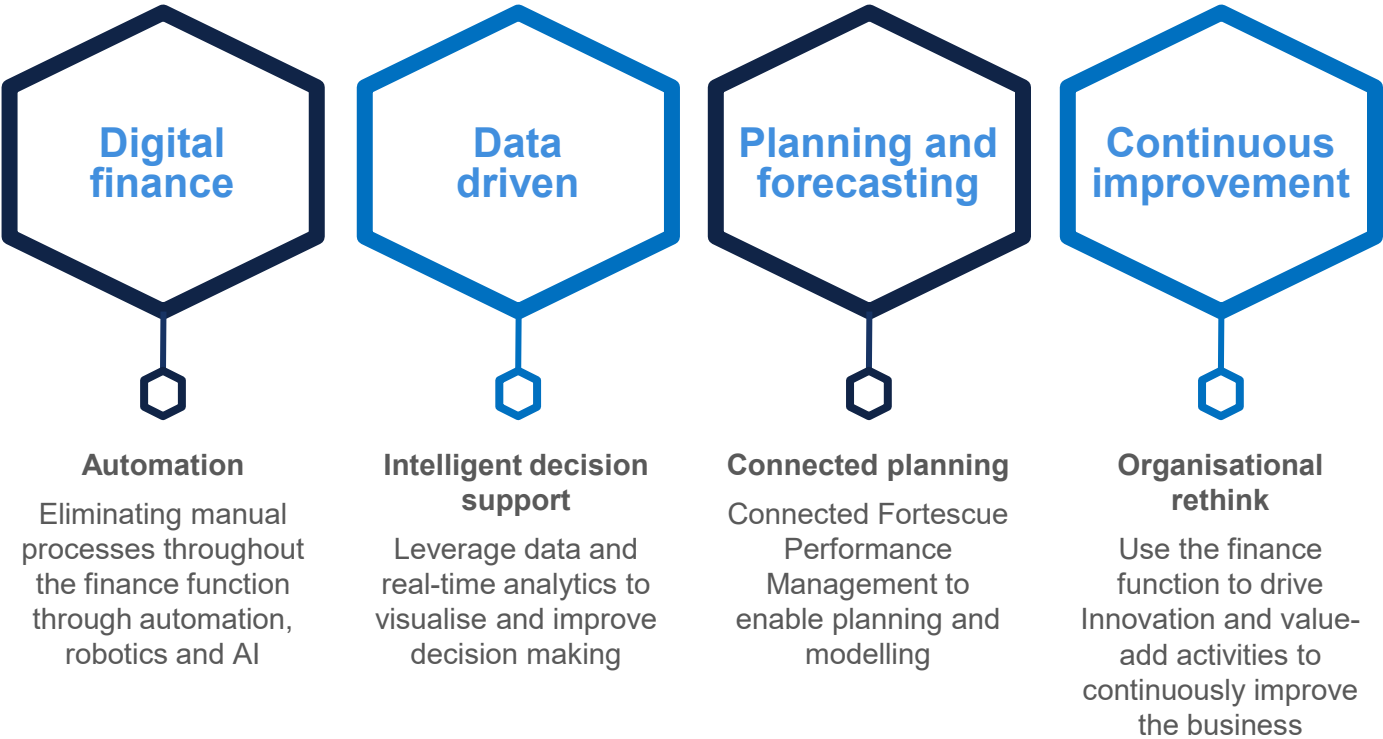 Digital
finance
Data
driven
Planning and
forecasting
Continuous
improvement
Automation
Eliminating manual
processes throughout
the finance function
through automation,
robotics and AI
Intelligent decision
support
Leverage data and
real-time analytics to
visualise and improve
decision making
Connected planning
Connected Fortescue
Performance
Management to
enable planning and
modelling
Organisational
rethink
Use the finance
function to drive
Innovation and value-
add activities to
continuously improve
the business